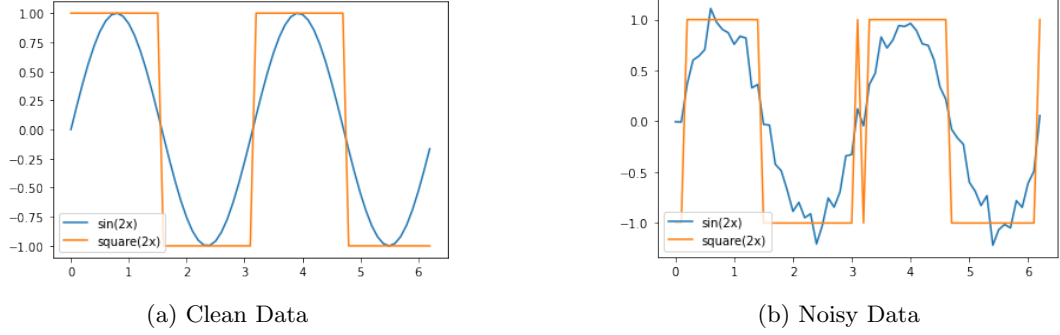 1.00
0.75
0.50
0.25
0.00
−0.25
−0.50
−0.75
−1.00
sin(2x)
square(2x)
0 1 2 3 4 5 6
(a) Clean Data
1.0
0.5
0.0
−0.5
−1.0
sin(2x)
square(2x)
0 1 2 3 4 5 6
(b) Noisy Data